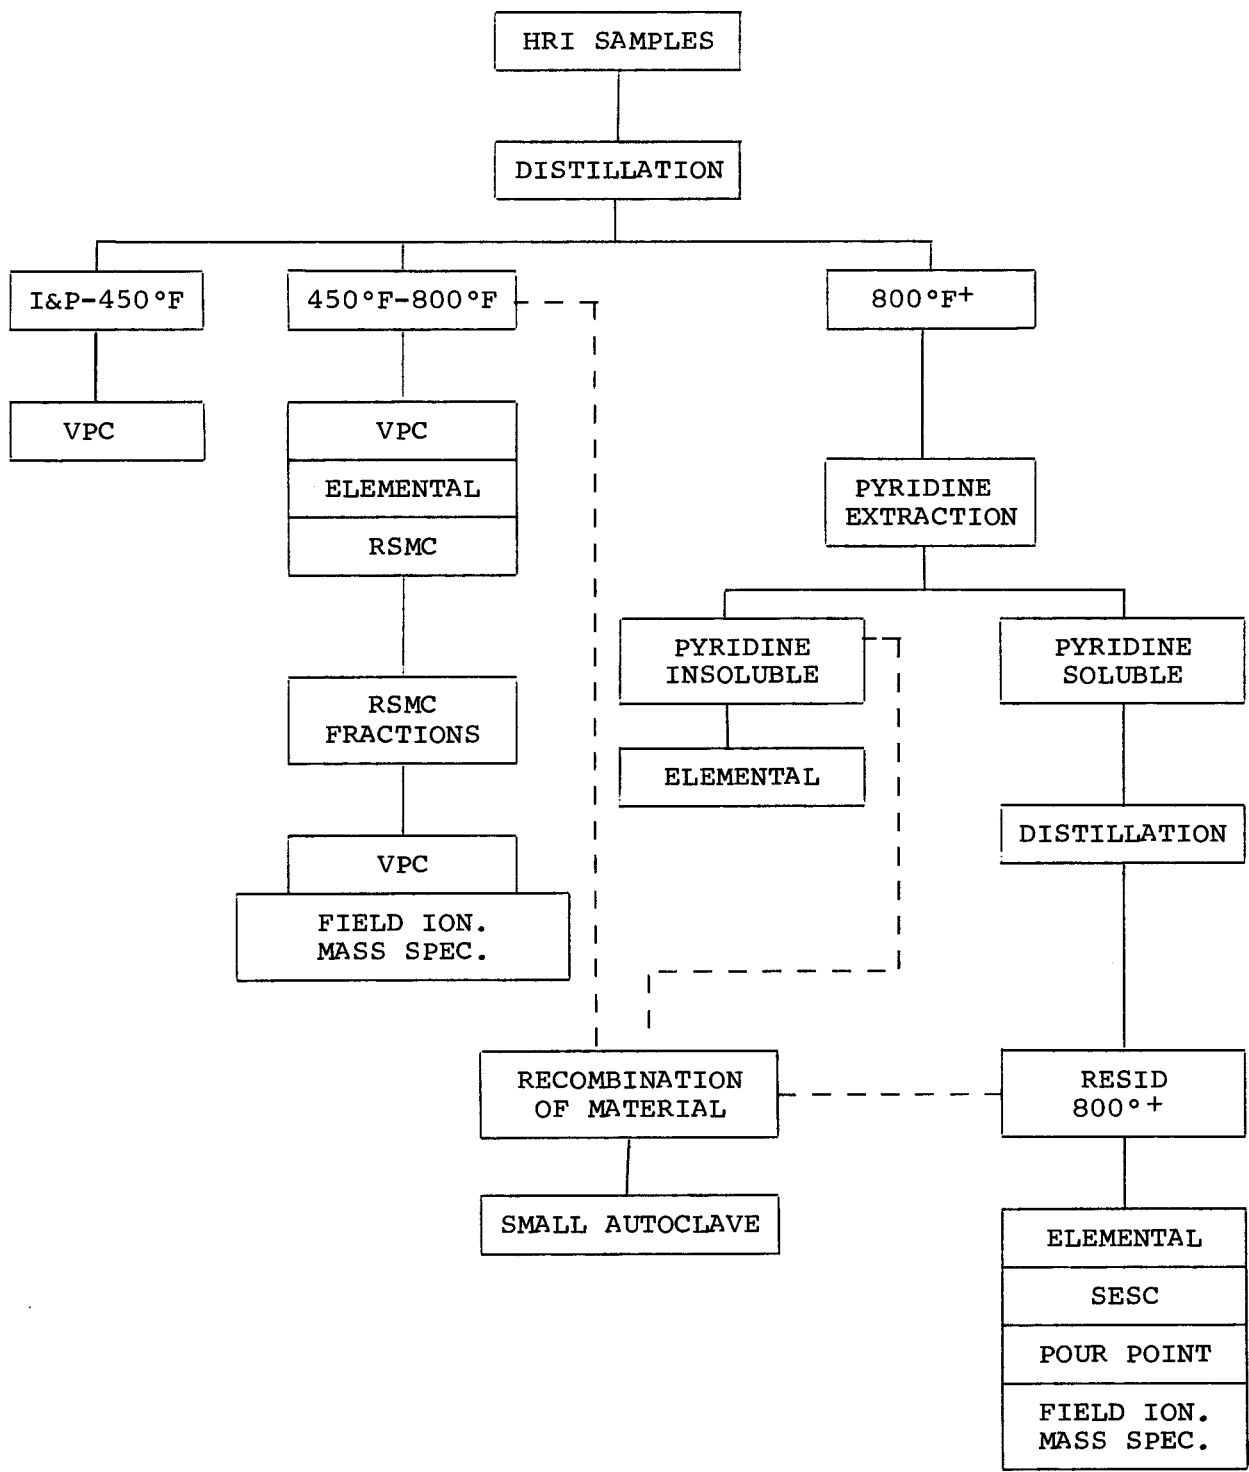 HRI SAMPLES
DISTILLATION
I&P-450°F
450°F-800°F
800°F+
VPC
VPC
ELEMENTAL
RSMC
PYRIDINE
EXTRACTION
RSMC
FRACTIONS
PYRIDINE
INSOLUBLE
PYRIDINE
SOLUBLE
ELEMENTAL
DISTILLATION
VPC
FIELD ION.
MASS SPEC.
RECOMBINATION
OF MATERIAL
RESID
800°+
SMALL AUTOCLAVE
ELEMENTAL
SESC
POUR POINT
FIELD ION.
MASS SPEC.